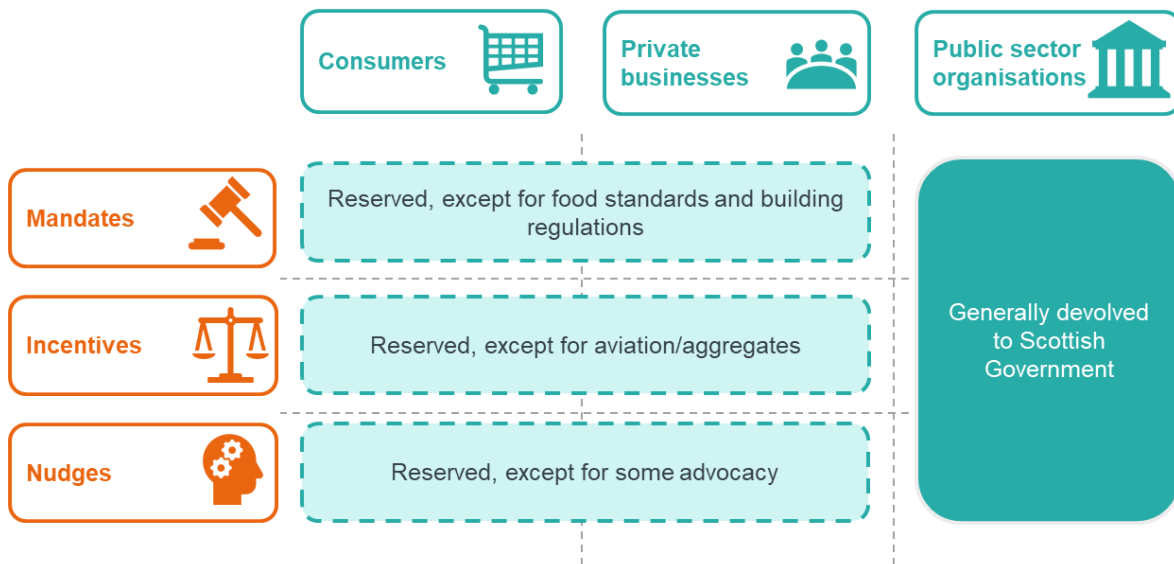 Consumers
Private
businesses
Public sector
organisations
Mandates
Reserved, except for food standards and building
regulations
Incentives
Reserved, except for aviation/aggregates
Nudges
Reserved, except for some advocacy
Generally devolved
to Scottish
Government